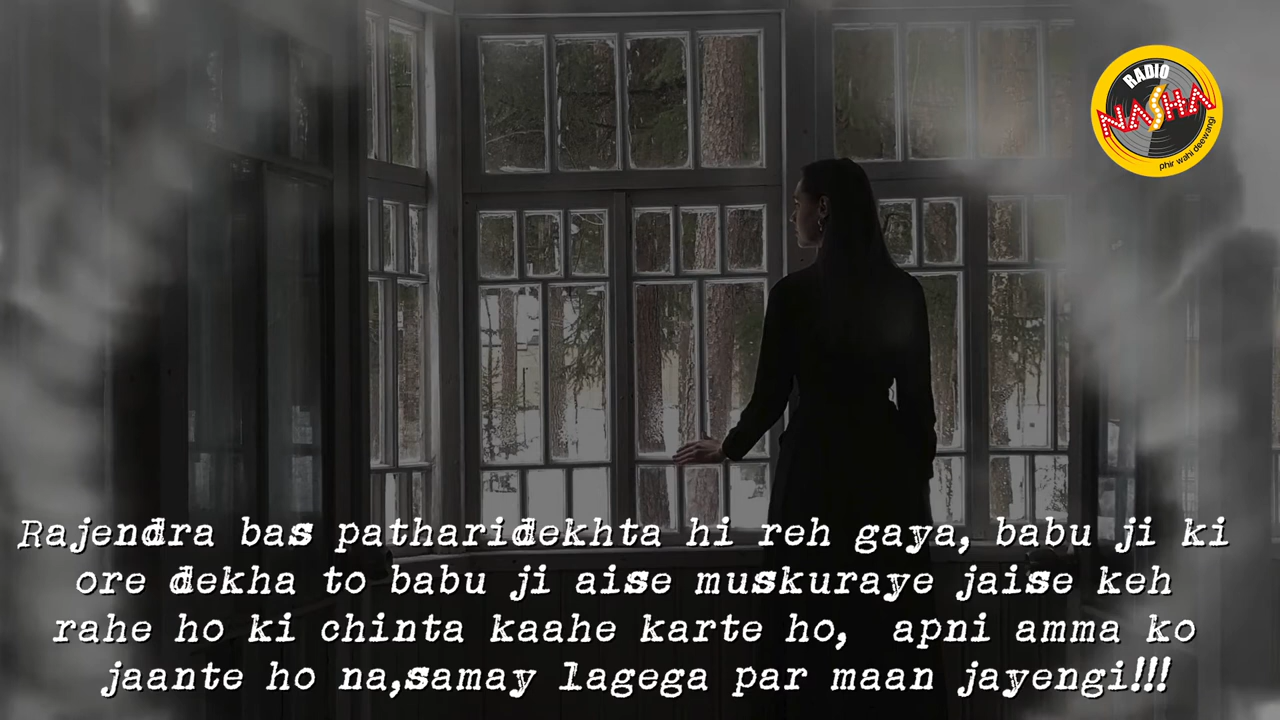 RADIO
NASHA
phir wahi deewangi
Rajendra bas patharidekhta hi reh gaya, babu ji ki
ore dekha to babu ji aise muskuraye jaise keh
rahe ho ki chinta kaahe karte ho, apni amma ko
jaante ho na,samay lagega par maan jayengi!!!